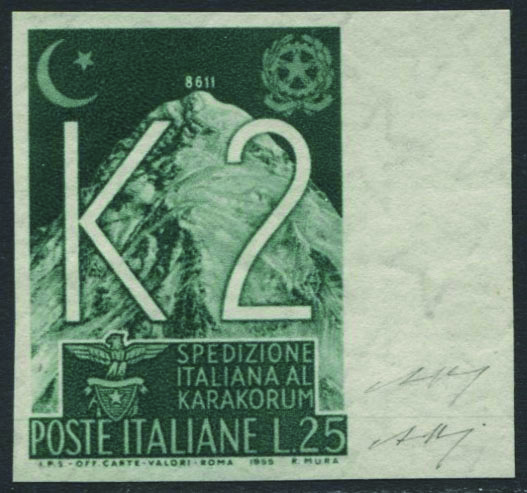 8611
K2
SPEDIZIONE
ITALIANA AL
KARAKORUM
POSTE ITALIANE L.25
I.P.S - OFF. CARTE - VALORI - ROMA 1955 R. MURA